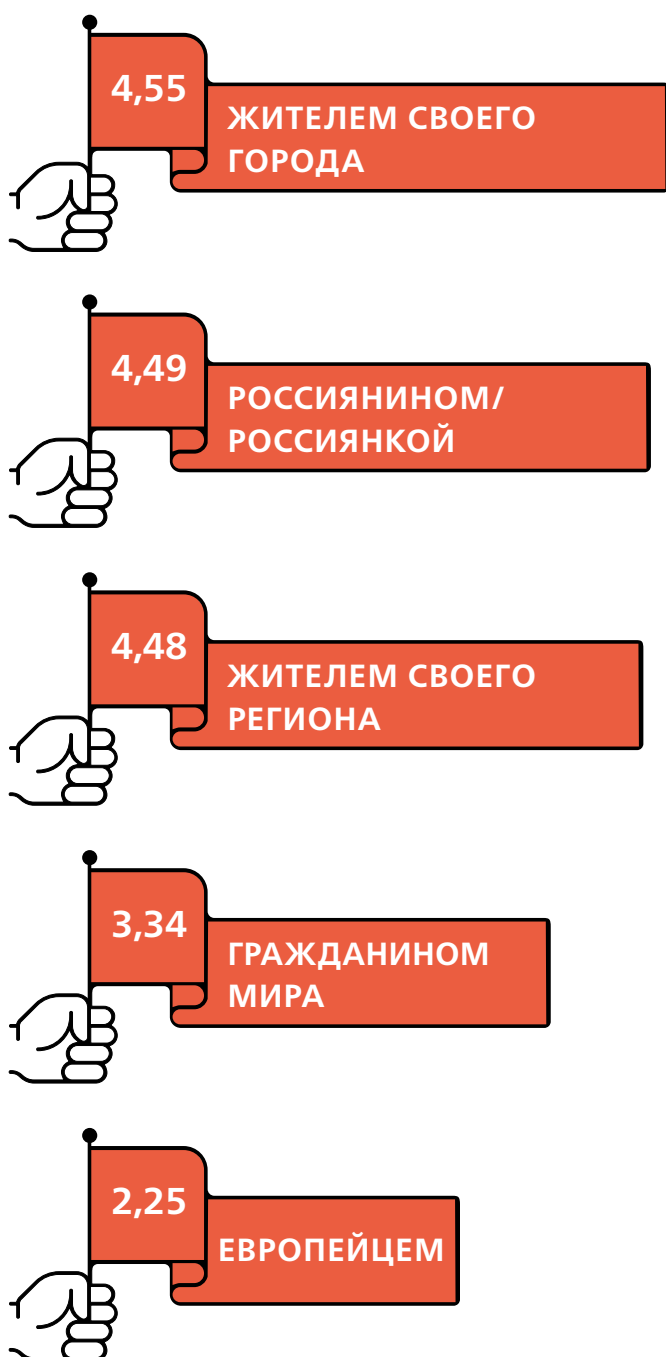 4,55
ЖИТЕЛЕМ СВОЕГО
ГОРОДА
4,49
РОССИЯНИНОМ/
РОССИЯНКОЙ
4,48
ЖИТЕЛЕМ СВОЕГО
РЕГИОНА
3,34
ГРАЖДАНИНОМ
МИРА
2,25
ЕВРОПЕЙЦЕМ